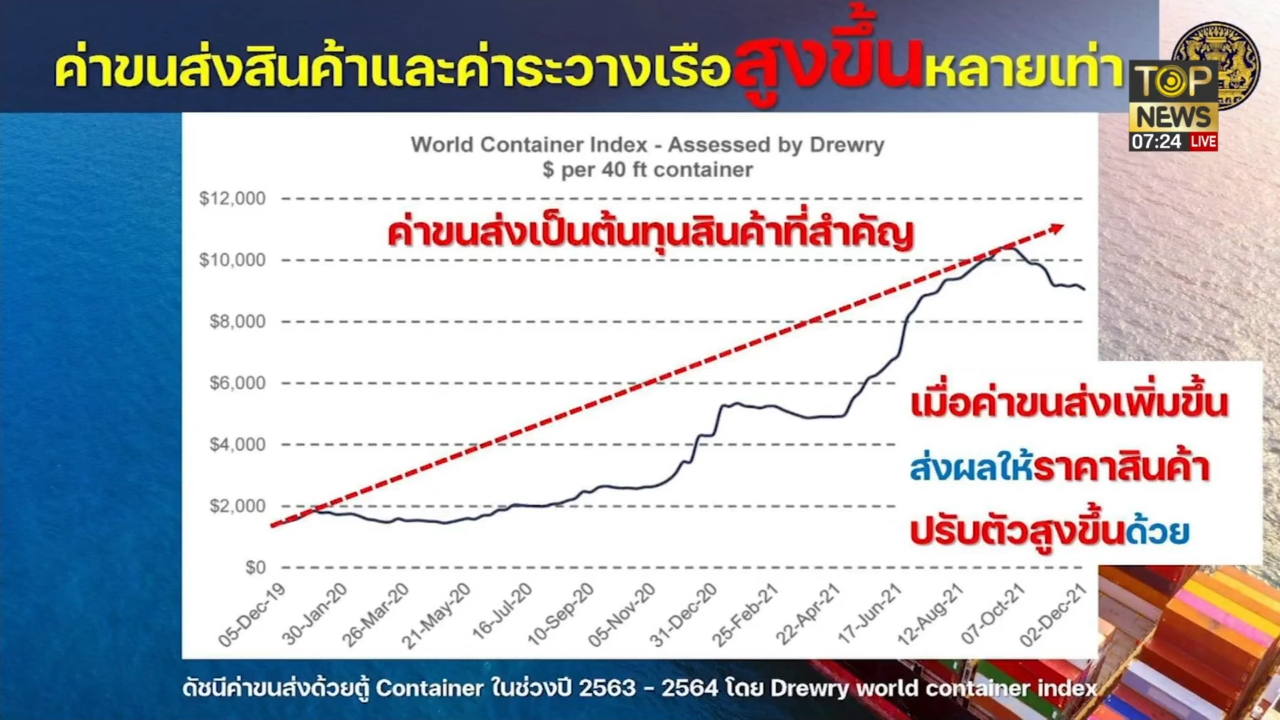 ค่าขนส่งสินค้าและค่าระวางเรือสูงขึ้นหลายเท่า
TOP
NEWS
07:24 LIVE
World Container Index - Assessed by Drewry
$ per 40 ft container
$12,000
ค่าขนส่งเป็นต้นทุนสินค้าที่สำคัญ
$10,000
$8,000
$6,000
$4,000
$2,000
$0
เมื่อค่าขนส่งเพิ่มขึ้น
ส่งผลให้ราคาสินค้า
ปรับตัวสูงขึ้นด้วย
05-Dec-19
30-Jan-20
26-Mar-20
21-May-20
16-Jul-20
10-Sep-20
05-Nov-20
31-Dec-20
25-Feb-21
22-Apr-21
17-Jun-21
12-Aug-21
07-Oct-21
02-Dec-21
ดัชนีค่าขนส่งด้วยตู้ Container ในช่วงปี 2563 - 2564 โดย Drewry world container index